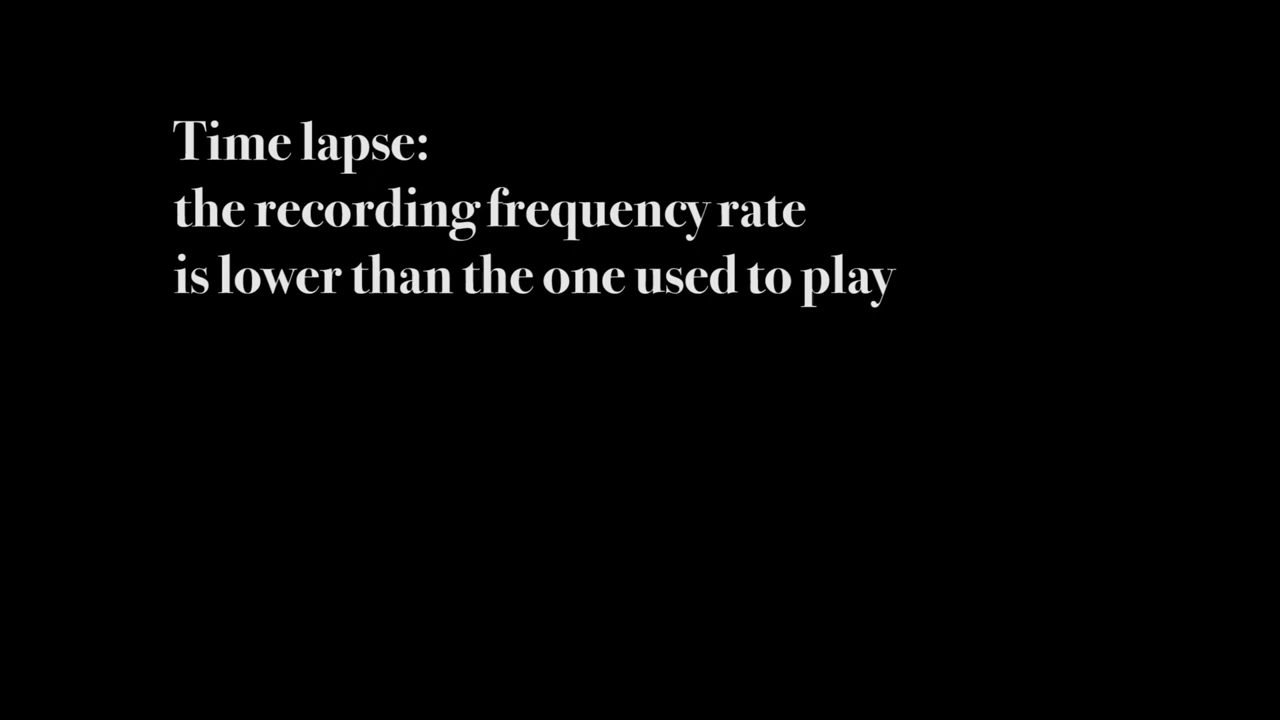 Time lapse:
the recording frequency rate
is lower than the one used to play